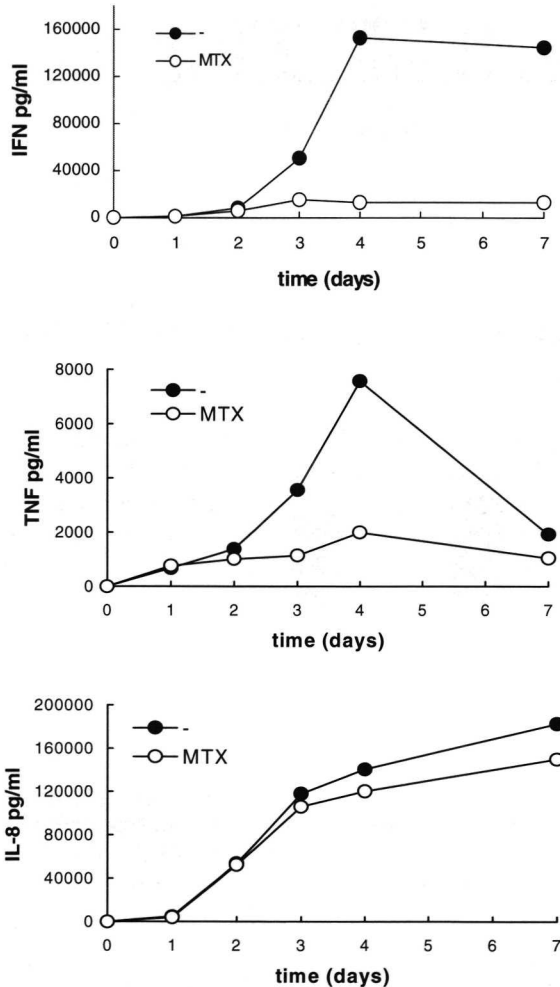 IFN pg/ml
160000
120000
80000
40000
0
-
MTX
0 1 2 3 4 5 6 7
time (days)
TNF pg/ml
8000
6000
4000
2000
0
-
MTX
0 1 2 3 4 5 6 7
time (days)
IL-8 pg/ml
200000
160000
120000
80000
40000
0
-
MTX
0 1 2 3 4 5 6 7
time (days)